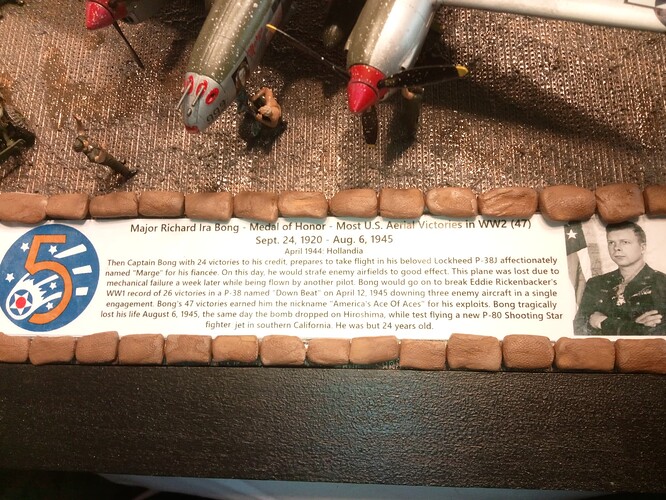 Major Richard Ira Bong - Medal of Honor - Most U.S. Aerial Victories in WW2 (47)
Sept. 24, 1920 - Aug. 6, 1945
April 1944: Hollandia
Then Captain Bong with 24 victories to his credit, prepares to take flight in his beloved Lockheed P-38J affectionately
named "Marge" for his fiancée. On this day, he would strafe enemy airfields to good effect. This plane was lost due to
mechanical failure a week later while being flown by another pilot. Bong would go on to break Eddie Rickenbacker's
WW1 record of 26 victories in a P-38 named "Down Beat" on April 12, 1945 downing three enemy aircraft in a single
engagement. Bong's 47 victories earned him the nickname "America's Ace Of Aces" for his exploits. Bong tragically
lost his life August 6, 1945, the same day the bomb dropped on Hiroshima, while test flying a new P-80 Shooting Star
fighter jet in southern California. He was but 24 years old.
5